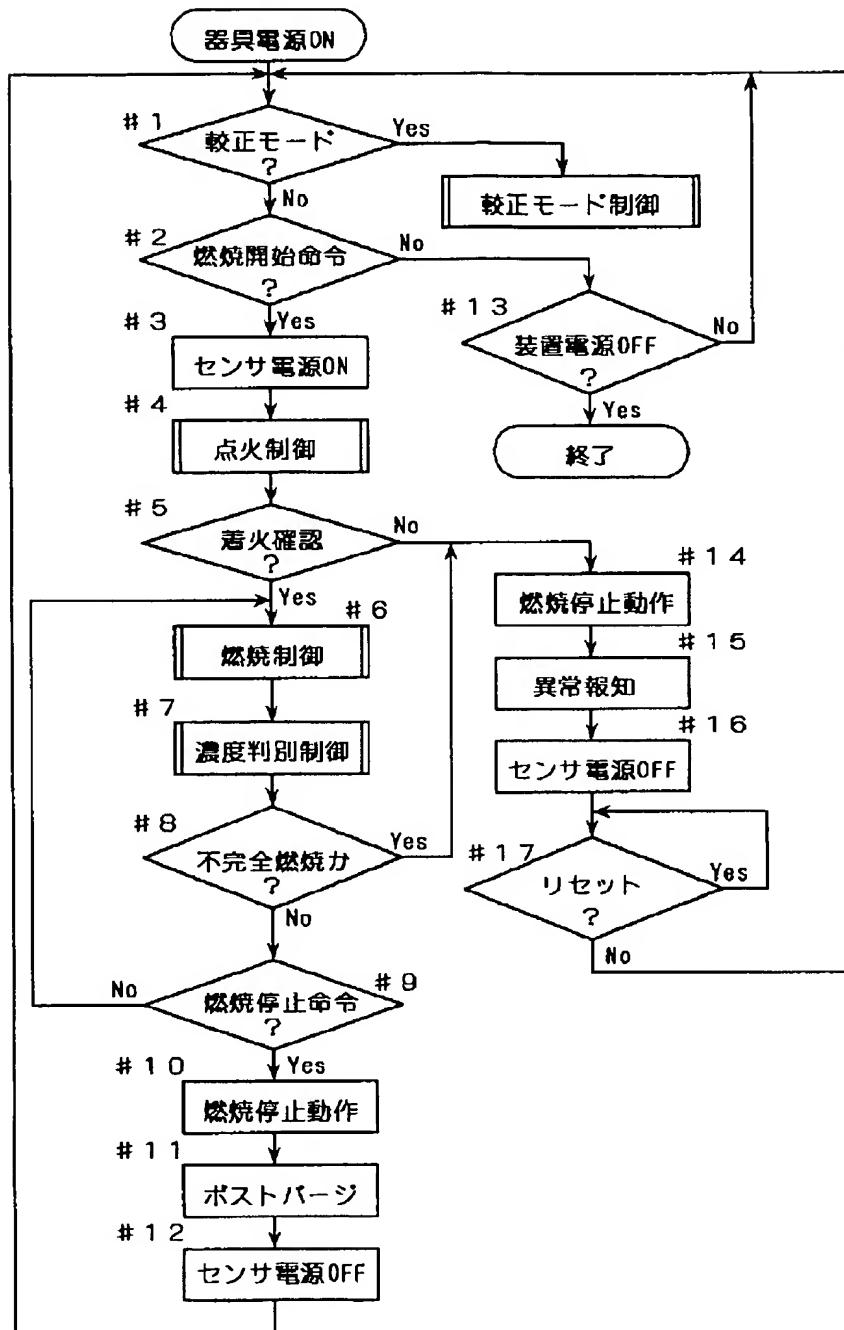 器具電源ON
#1
較正モード
?
Yes
No
較正モード制御
#2
燃焼開始命令
?
No
Yes
#13
装置電源OFF
?
No
Yes
終了
#3
センサ電源ON
#4
点火制御
#5
着火確認
?
No
Yes
#6
燃焼制御
#7
濃度判別制御
#8
不完全燃焼か
?
Yes
No
#9
燃焼停止命令
?
No
Yes
#10
燃焼停止動作
#11
ポストパージ
#12
センサ電源OFF
#14
燃焼停止動作
#15
異常報知
#16
センサ電源OFF
#17
リセット
?
Yes
No